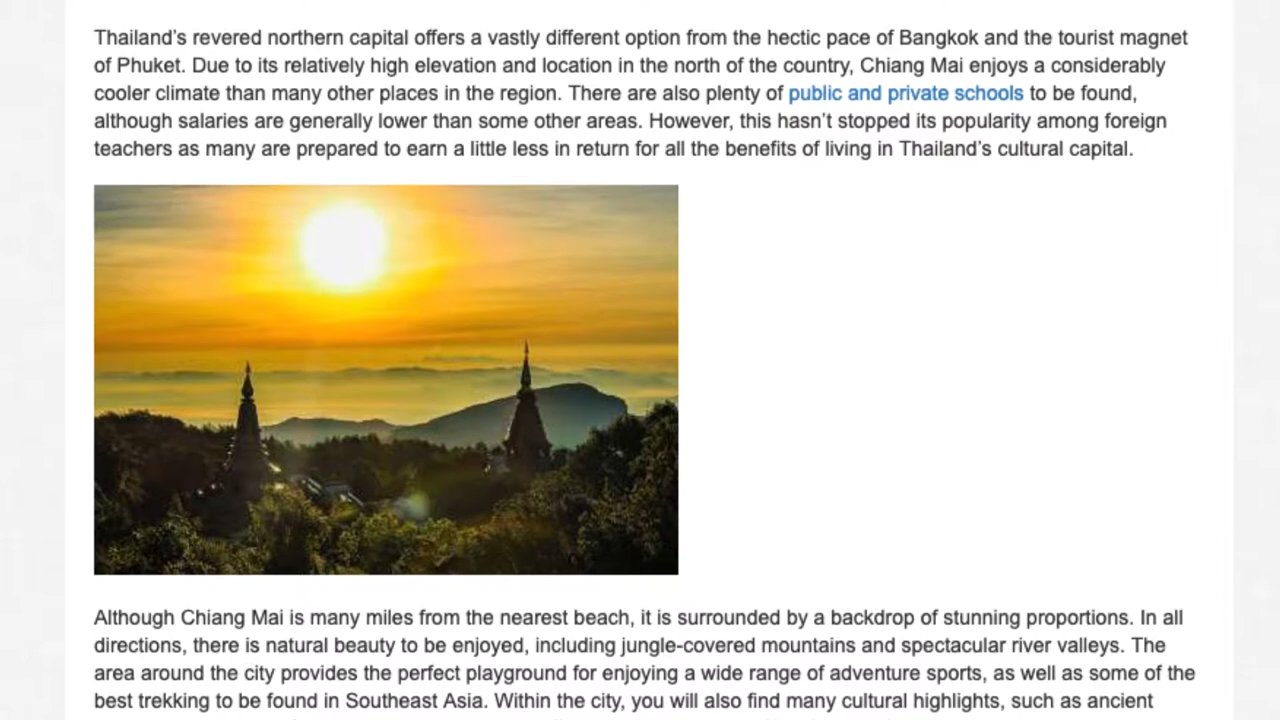 Thailand’s revered northern capital offers a vastly different option from the hectic pace of Bangkok and the tourist magnet
of Phuket. Due to its relatively high elevation and location in the north of the country, Chiang Mai enjoys a considerably
cooler climate than many other places in the region. There are also plenty of public and private schools to be found,
although salaries are generally lower than some other areas. However, this hasn’t stopped its popularity among foreign
teachers as many are prepared to earn a little less in return for all the benefits of living in Thailand’s cultural capital.
Although Chiang Mai is many miles from the nearest beach, it is surrounded by a backdrop of stunning proportions. In all
directions, there is natural beauty to be enjoyed, including jungle-covered mountains and spectacular river valleys. The
area around the city provides the perfect playground for enjoying a wide range of adventure sports, as well as some of the
best trekking to be found in Southeast Asia. Within the city, you will also find many cultural highlights, such as ancient